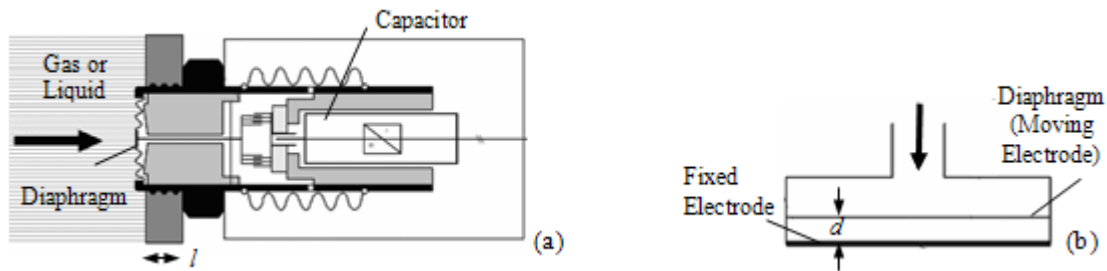 Capacitor
Gas or
Liquid
Diaphragm
l
(a)
Diaphragm
(Moving
Electrode)
Fixed
Electrode
d
(b)